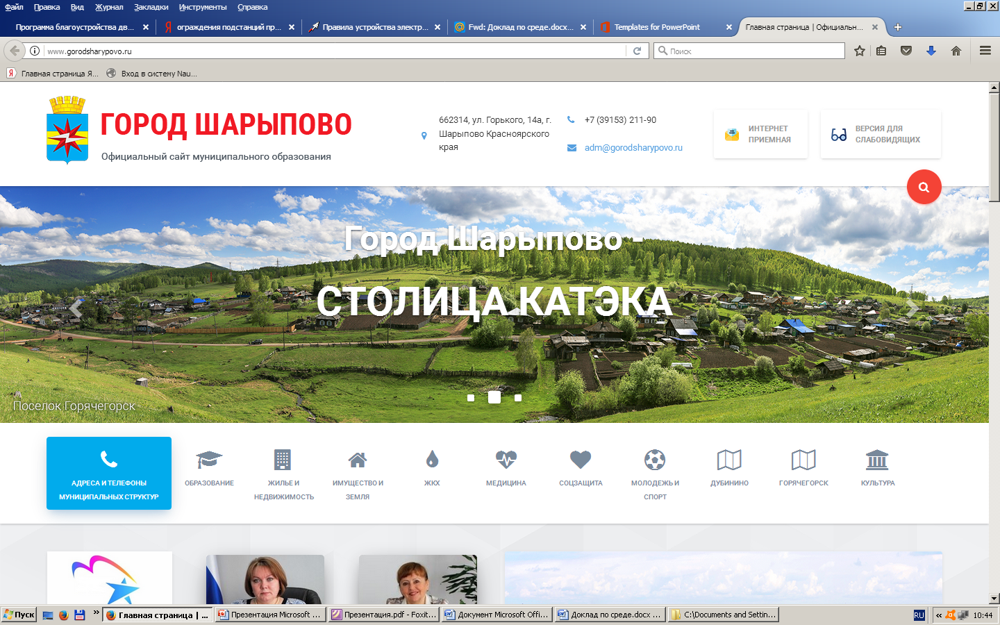 Файл Правка Вид Журнал Закладки Инструменты Справка
Программа благоустройства дв... ограждения подстанций пр... Правила устройства электр... Fwd: Доклад по среде.docx... Templates for PowerPoint Главная страница | Официальн...
www.gorodsharypovo.ru Поиск
Главная страница Я... Вход в систему Nau...
ГОРОД ШАРЫПОВО
Официальный сайт муниципального образования
662314, ул. Горького, 14а, г.
Шарыпово Красноярского
края
+7 (39153) 211-90
adm@gorodsharypovo.ru
ИНТЕРНЕТ
ПРИЕМНАЯ
ВЕРСИЯ ДЛЯ
СЛАБОВИДЯЩИХ
Город Шарыпово -
СТОЛИЦА КАТЭКА
Поселок Горячегорск
АДРЕСА И ТЕЛЕФОНЫ
МУНИЦИПАЛЬНЫХ СТРУКТУР
ОБРАЗОВАНИЕ
ЖИЛЬЕ И
НЕДВИЖИМОСТЬ
ИМУЩЕСТВО И
ЗЕМЛЯ
ЖКХ
МЕДИЦИНА
СОЦЗАЩИТА
МОЛОДЕЖЬ И
СПОРТ
ДУБИНИНО
ГОРЯЧЕГОРСК
КУЛЬТУРА
Пуск Главная страница | ... Презентация Microsoft ... Презентация.pdf - Foxit... Документ Microsoft Offi... Доклад по среде.docx ... C:\Documents and Settin... RU 10:44